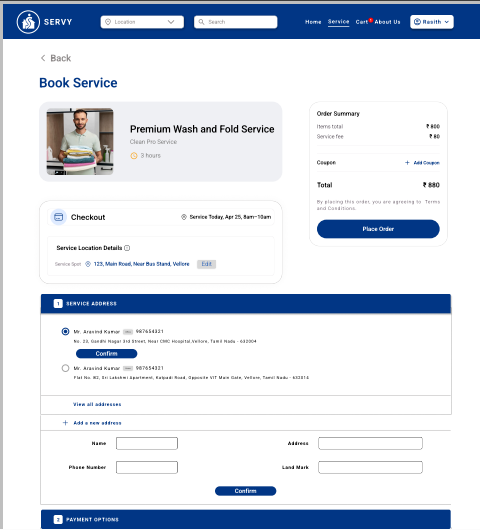 SERVY
Location
Search
Home Service Cart About Us
Rasith
Back
Book Service
Premium Wash and Fold Service
Clean Pro Service
3 hours
Order Summary
Items total ₹ 800
Service fee ₹ 80
Coupon + Add Coupon
Total ₹ 880
By placing this order, you are agreeing to Terms
and Conditions.
Place Order
Checkout
Service Today, Apr 25, 8am–10am
Service Location Details
Service Spot 123, Main Road, Near Bus Stand, Vellore Edit
1 SERVICE ADDRESS
Mr. Aravind Kumar 987654321
No. 23, Gandhi Nagar 3rd Street, Near CMC Hospital,Vellore, Tamil Nadu - 632004
Confirm
Mr. Aravind Kumar 987654321
Flat No. B2, Sri Lakshmi Apartment, Katpadi Road, Opposite VIT Main Gate, Vellore, Tamil Nadu - 632014
View all addresses
+ Add a new address
Name Address
Phone Number Land Mark
Confirm
2 PAYMENT OPTIONS